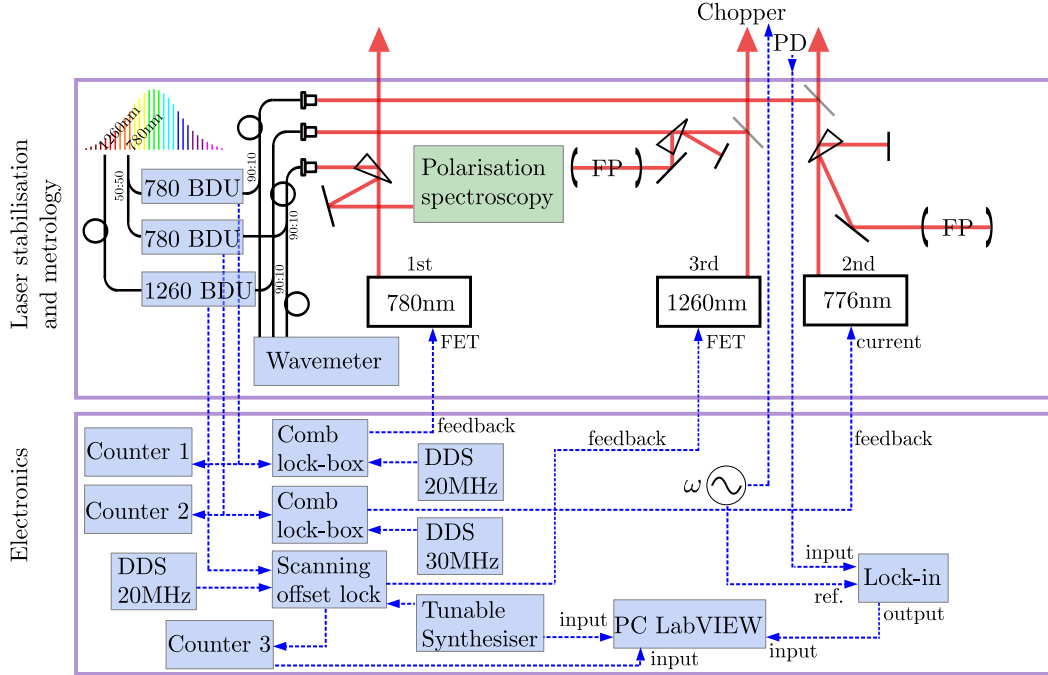 Chopper
PD
Laser stabilisation
and metrology
1260nm
780nm
90:10
50:50
780 BDU
780 BDU
90:10
1260 BDU
90:10
Wavemeter
Polarisation
spectroscopy
FP
FP
1st
780nm
FET
3rd
1260nm
FET
2nd
776nm
current
Electronics
feedback
feedback
feedback
Counter 1
Comb
lock-box
DDS
20MHz
Counter 2
Comb
lock-box
DDS
30MHz
ω
DDS
20MHz
Scanning
offset lock
input
ref.
Lock-in
output
Tunable
Synthesiser
input
PC LabVIEW
input
Counter 3
input